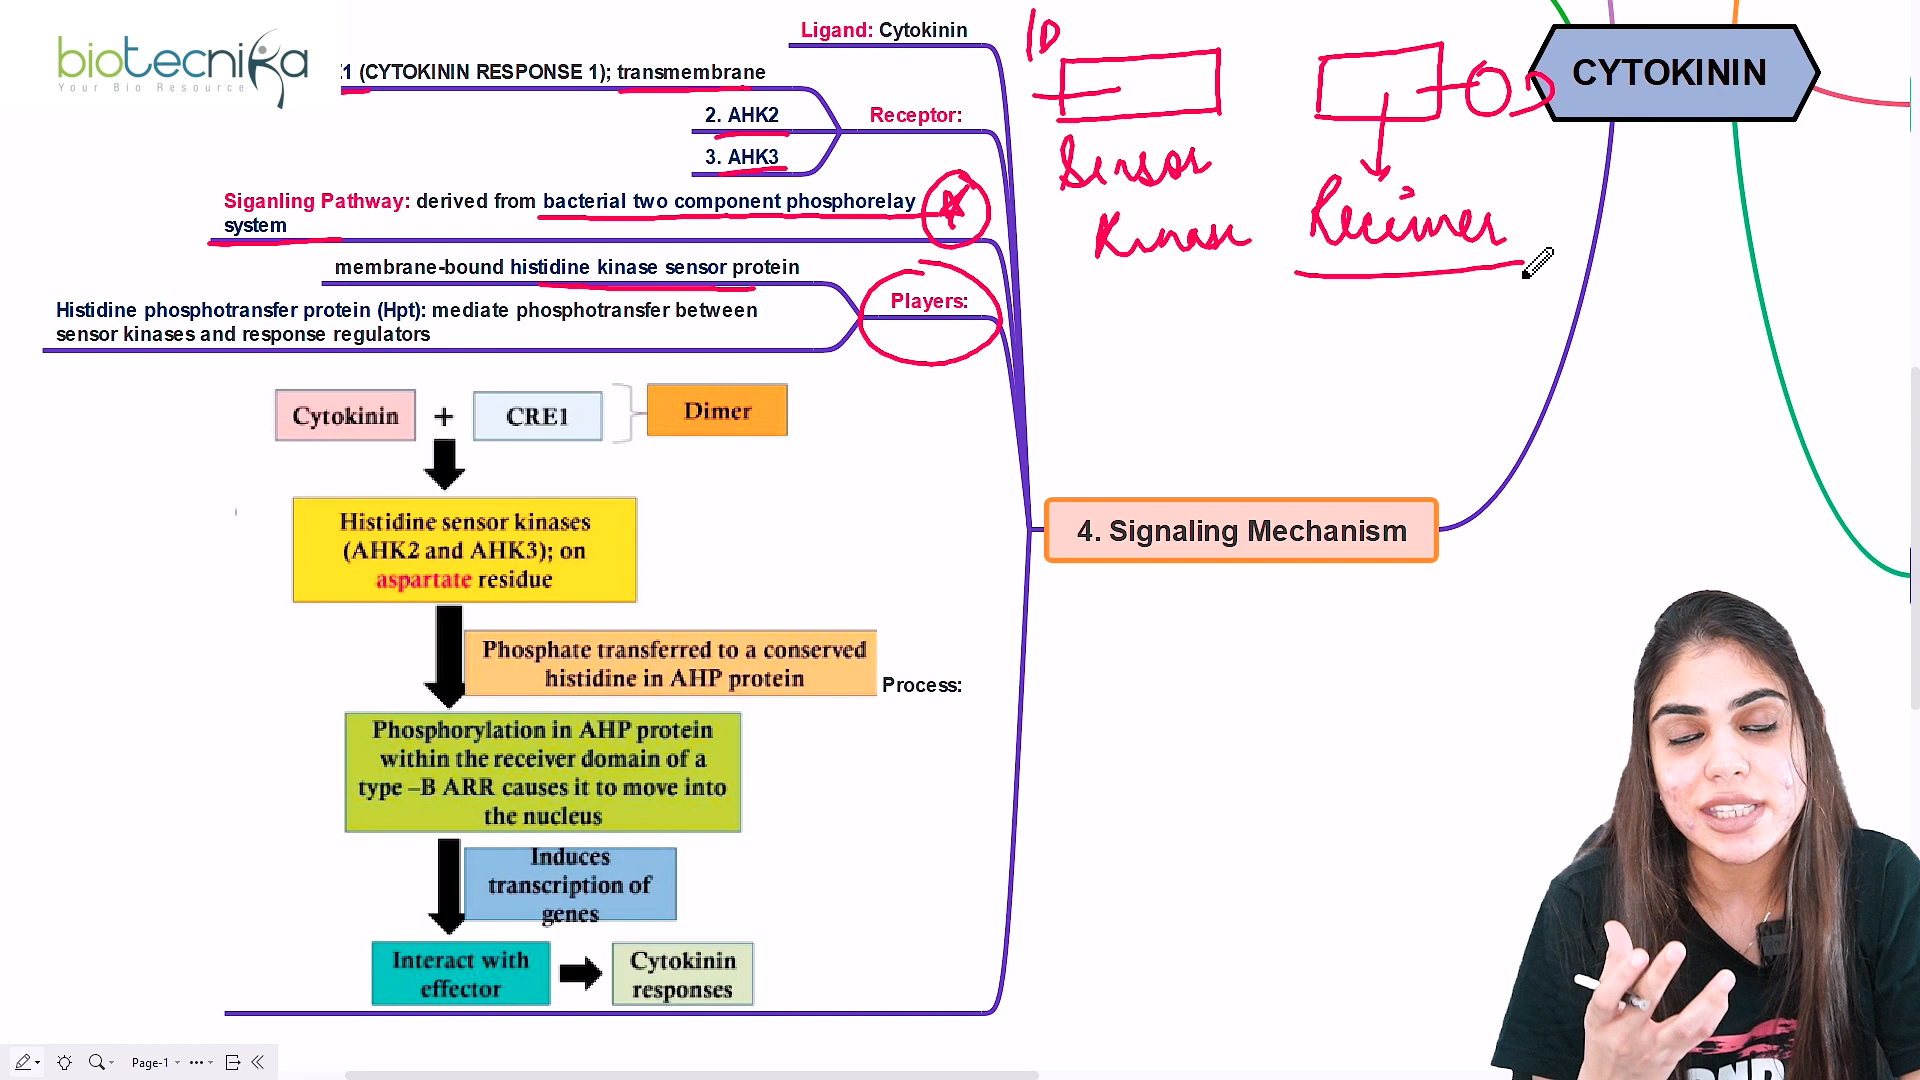 biotecnika
Your Bio Resource
Ligand: Cytokinin
1 (CYTOKININ RESPONSE 1); transmembrane
2. AHK2
Receptor:
3. AHK3
Siganling Pathway: derived from bacterial two component phosphorelay
system
membrane-bound histidine kinase sensor protein
Players:
Histidine phosphotransfer protein (Hpt): mediate phosphotransfer between
sensor kinases and response regulators
Cytokinin + CRE1
Dimer
Histidine sensor kinases
(AHK2 and AHK3); on
aspartate residue
Phosphate transferred to a conserved
histidine in AHP protein
Process:
Phosphorylation in AHP protein
within the receiver domain of a
type –B ARR causes it to move into
the nucleus
Induces
transcription of
genes
Interact with
effector
Cytokinin
responses
4. Signaling Mechanism
CYTOKININ
Sensor
Kinase
Page-1